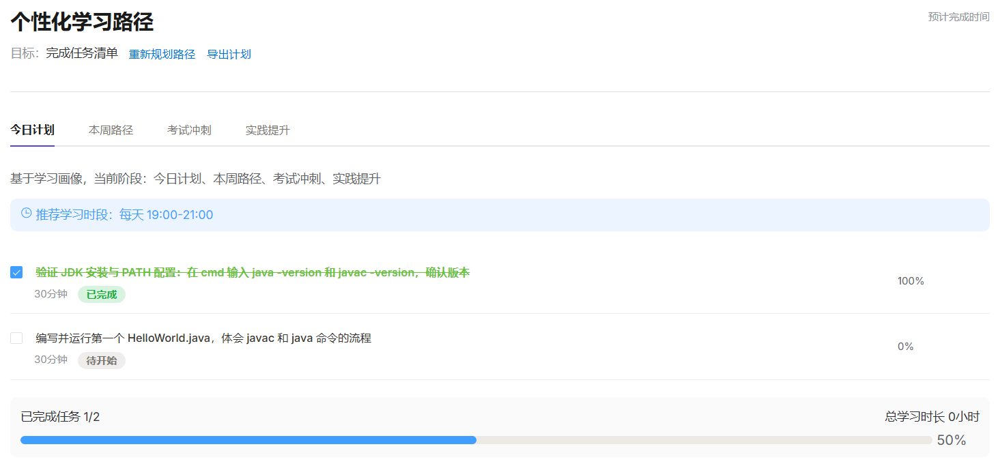 个性化学习路径
预计完成时间
目标：完成任务清单 重新规划路径 导出计划
今日计划 本周路径 考试冲刺 实践提升
基于学习画像，当前阶段：今日计划、本周路径、考试冲刺、实践提升
推荐学习时段：每天 19:00-21:00
验证 JDK 安装与 PATH 配置：在 cmd 输入 java -version 和 javac -version，确认版本
30分钟 已完成
100%
编写并运行第一个 HelloWorld.java，体会 javac 和 java 命令的流程
30分钟 待开始
0%
已完成任务 1/2 总学习时长 0小时
50%